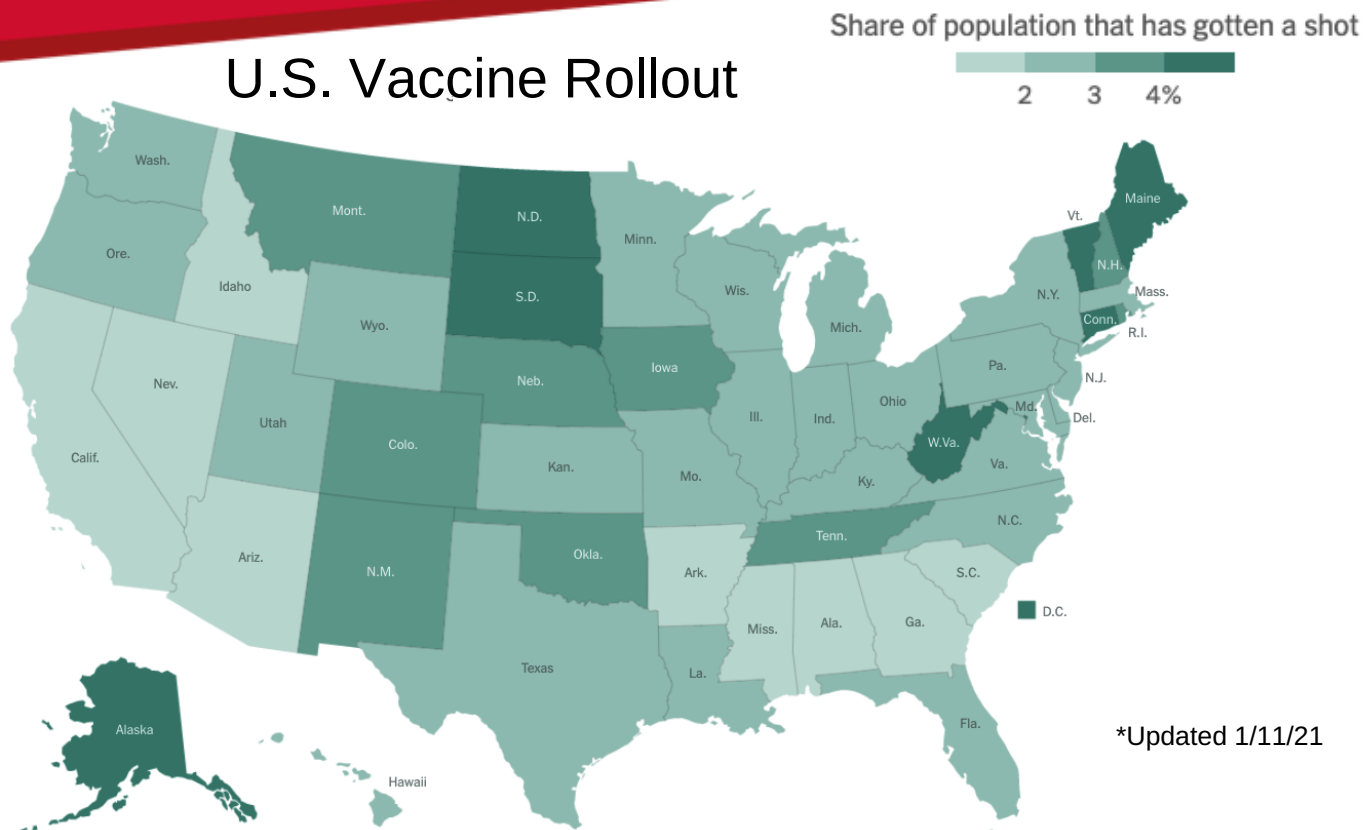 Share of population that has gotten a shot
2 3 4%
U.S. Vaccine Rollout
Wash.
Mont.
N.D.
Minn.
Maine
Vt.
N.H.
Ore.
Idaho
S.D.
Wis.
Mich.
N.Y.
Mass.
Conn.
R.I.
Wyo.
Iowa
Pa.
N.J.
Nev.
Neb.
Ohio
Md.
Del.
Utah
Colo.
Ill.
Ind.
W.Va.
Va.
Calif.
Kan.
Mo.
Ky.
N.C.
Ariz.
N.M.
Okla.
Tenn.
Ark.
S.C.
D.C.
Miss.
Ala.
Ga.
Texas
La.
Fla.
Alaska
Hawaii
*Updated 1/11/21